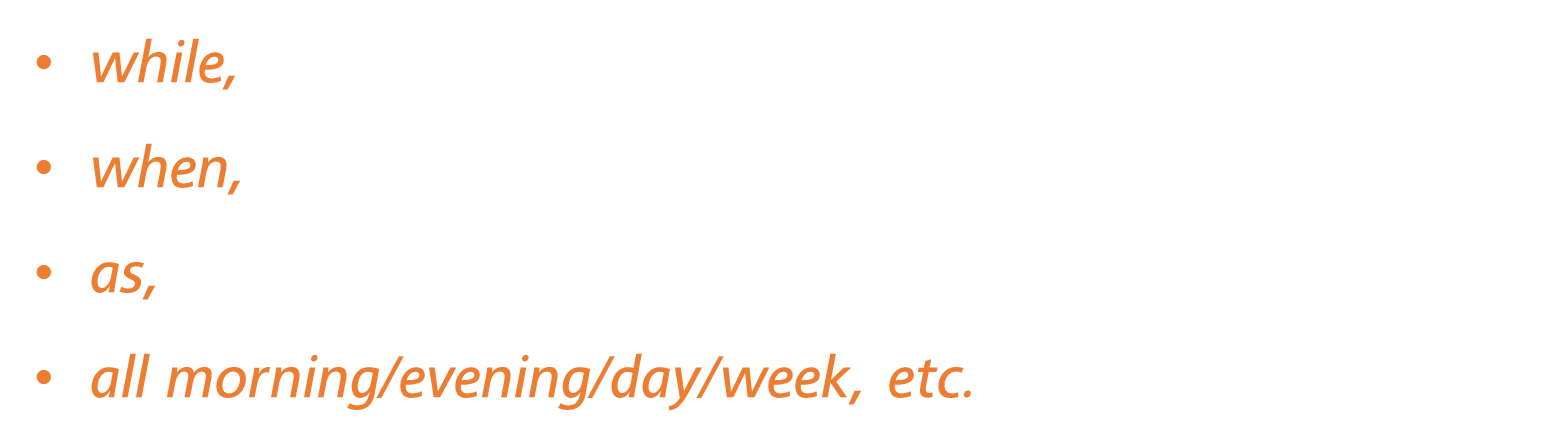 • while,
• when,
• as,
• all morning/evening/day/week, etc.